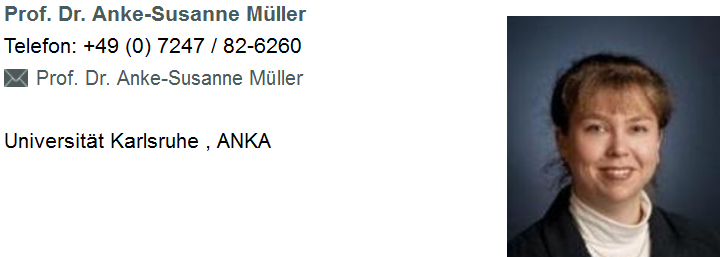 Prof. Dr. Anke-Susanne Müller
Telefon: +49 (0) 7247 / 82-6260
Prof. Dr. Anke-Susanne Müller
Universität Karlsruhe , ANKA